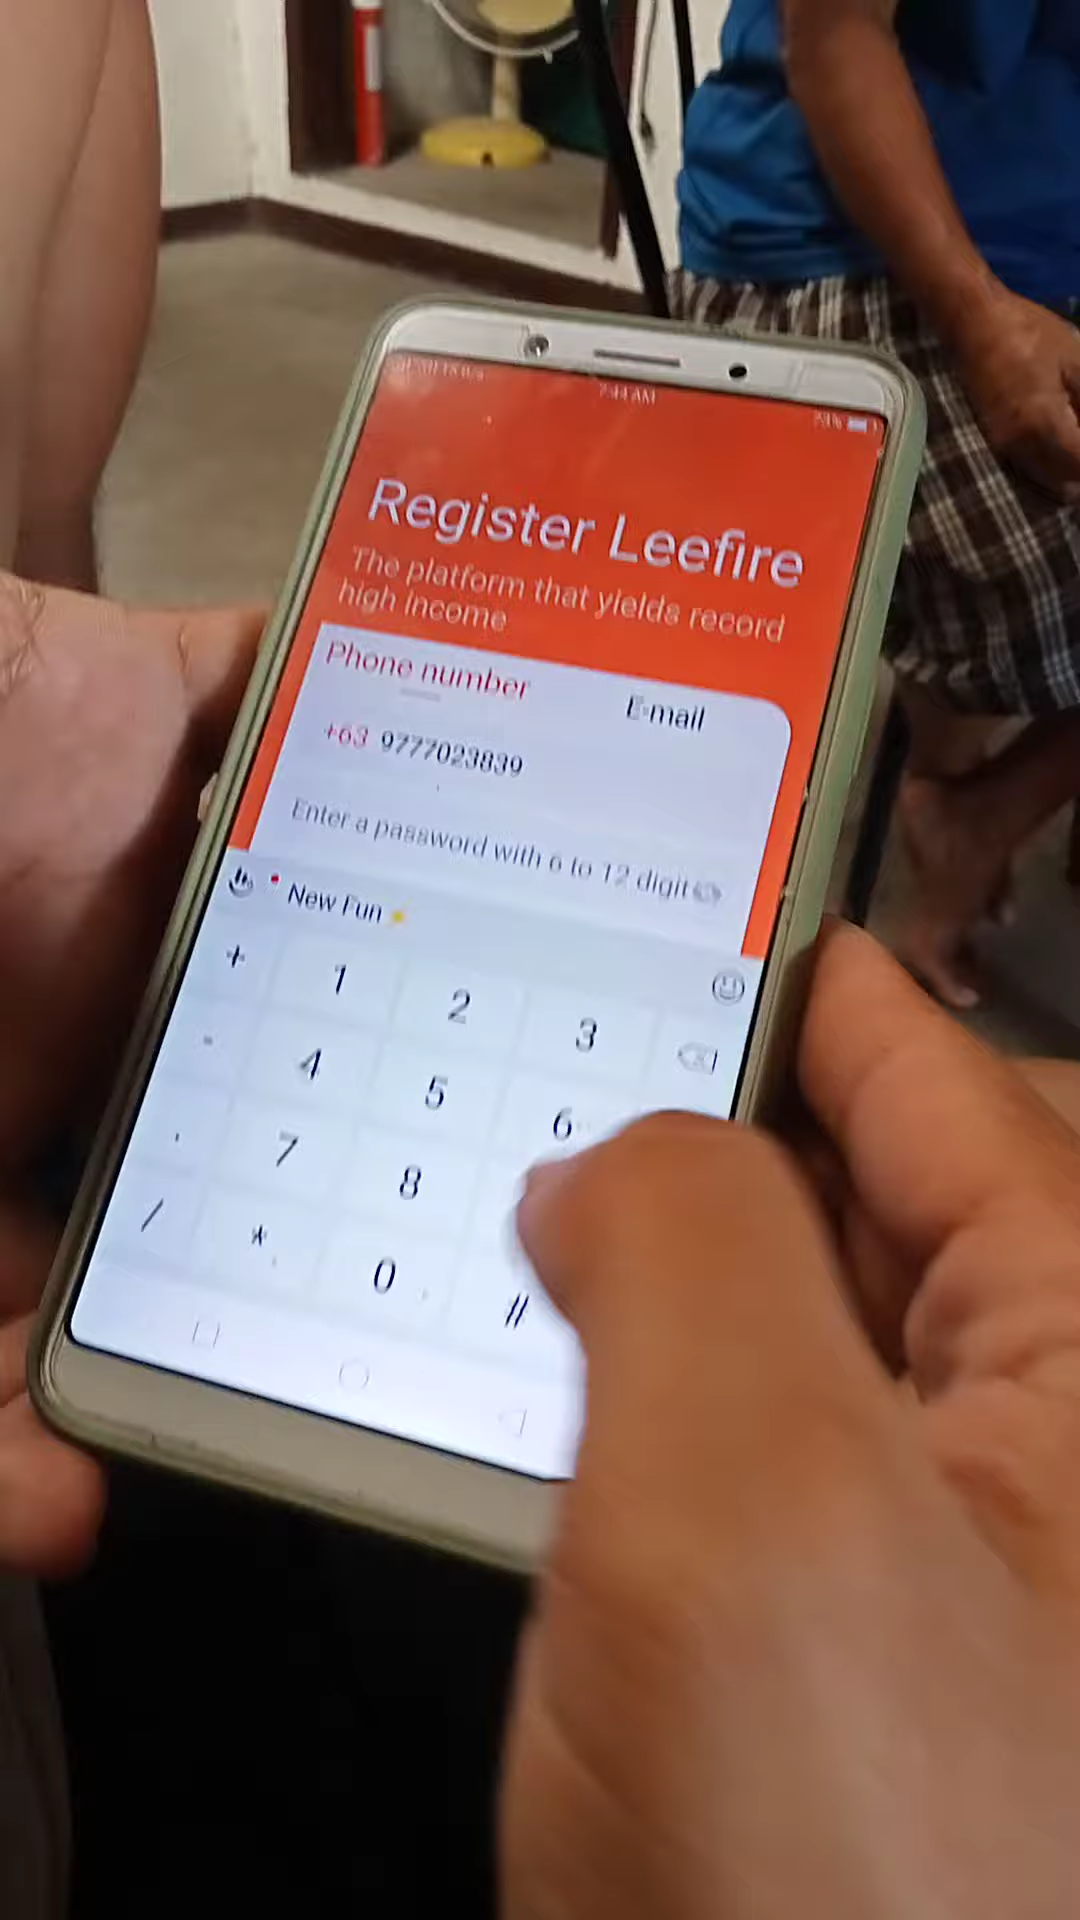 7:44 AM
73%
Register Leefire
The platform that yields record
high income
Phone number
E-mail
+63 9777023839
Enter a password with 6 to 12 digit
New Fun
+ 1 2 3
- 4 5 6
. 7 8
/ * 0 #